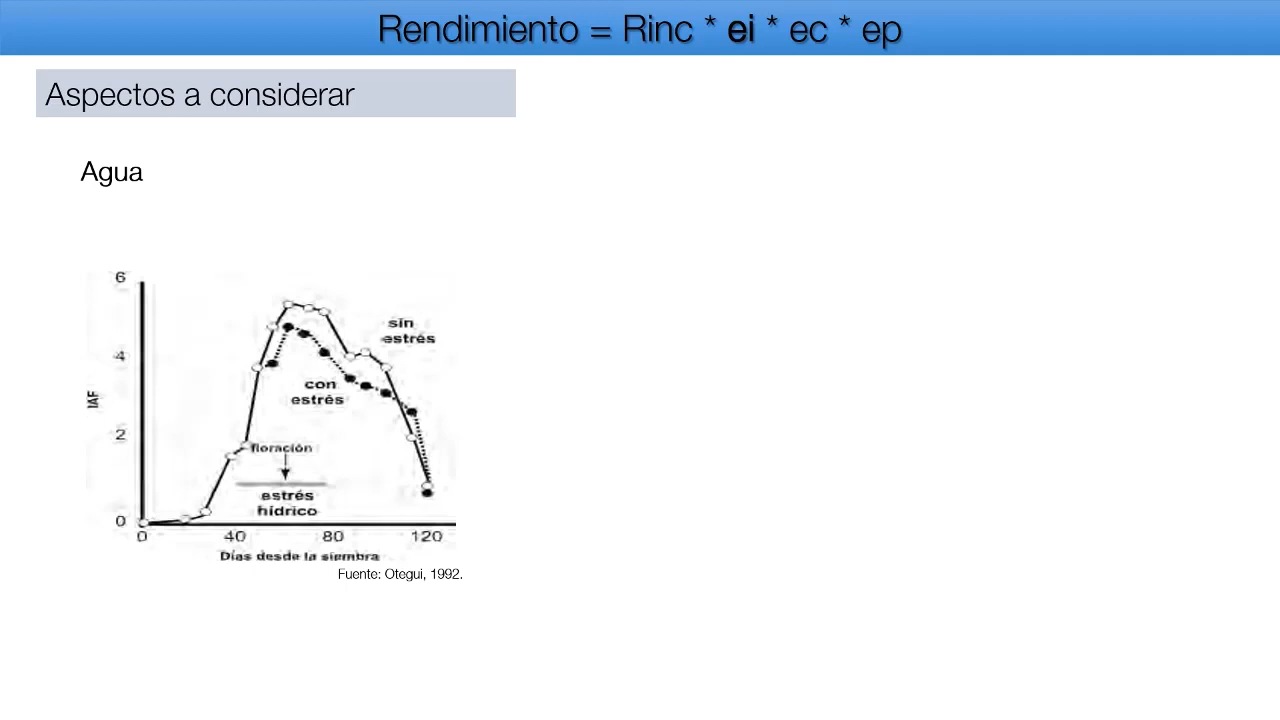 Rendimiento = Rinc * ei * ec * ep
Aspectos a considerar
Agua
6
4
2
0
IAF
sin
estrés
con
estrés
floración
estrés
hídrico
0 40 80 120
Días desde la siembra
Fuente: Otegui, 1992.